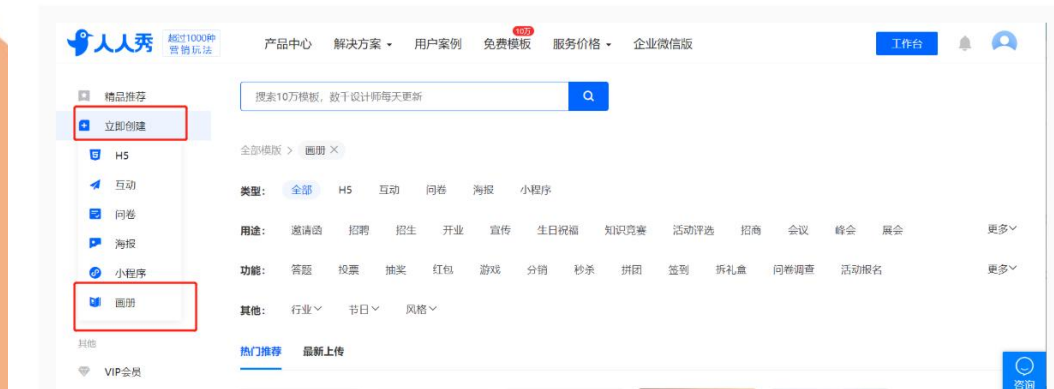 人人秀 超过1000种
营销玩法
产品中心 解决方案 用户案例 免费模板 10万 服务价格 企业微信版 工作台
精品推荐
立即创建
H5
互动
问卷
海报
小程序
画册
其他
VIP会员
搜索10万模板，数千设计师每天更新
全部模版 > 画册 ×
类型： 全部 H5 互动 问卷 海报 小程序
用途： 邀请函 招聘 招生 开业 宣传 生日祝福 知识竞赛 活动评选 招商 会议 峰会 展会 更多
功能： 答题 投票 抽奖 红包 游戏 分销 秒杀 拼团 签到 拆礼盒 问卷调查 活动报名 更多
其他： 行业 节日 风格
热门推荐 最新上传
咨询